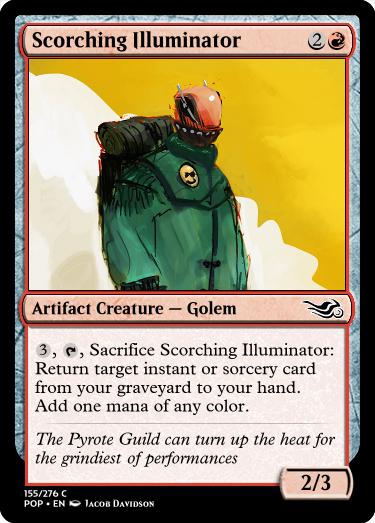 Scorching Illuminator 2
Artifact Creature — Golem
3, , Sacrifice Scorching Illuminator:
Return target instant or sorcery card
from your graveyard to your hand.
Add one mana of any color.
The Pyrote Guild can turn up the heat for
the grindiest of performances
2/3
155/276 C
POP • EN Jacob Davidson